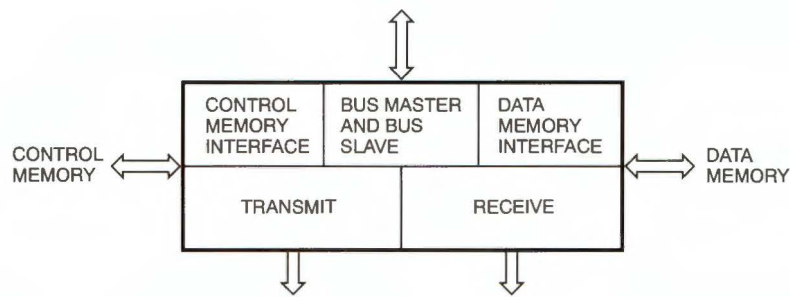 CONTROL
MEMORY
INTERFACE
BUS MASTER
AND BUS
SLAVE
DATA
MEMORY
INTERFACE
CONTROL
MEMORY
DATA
MEMORY
TRANSMIT
RECEIVE